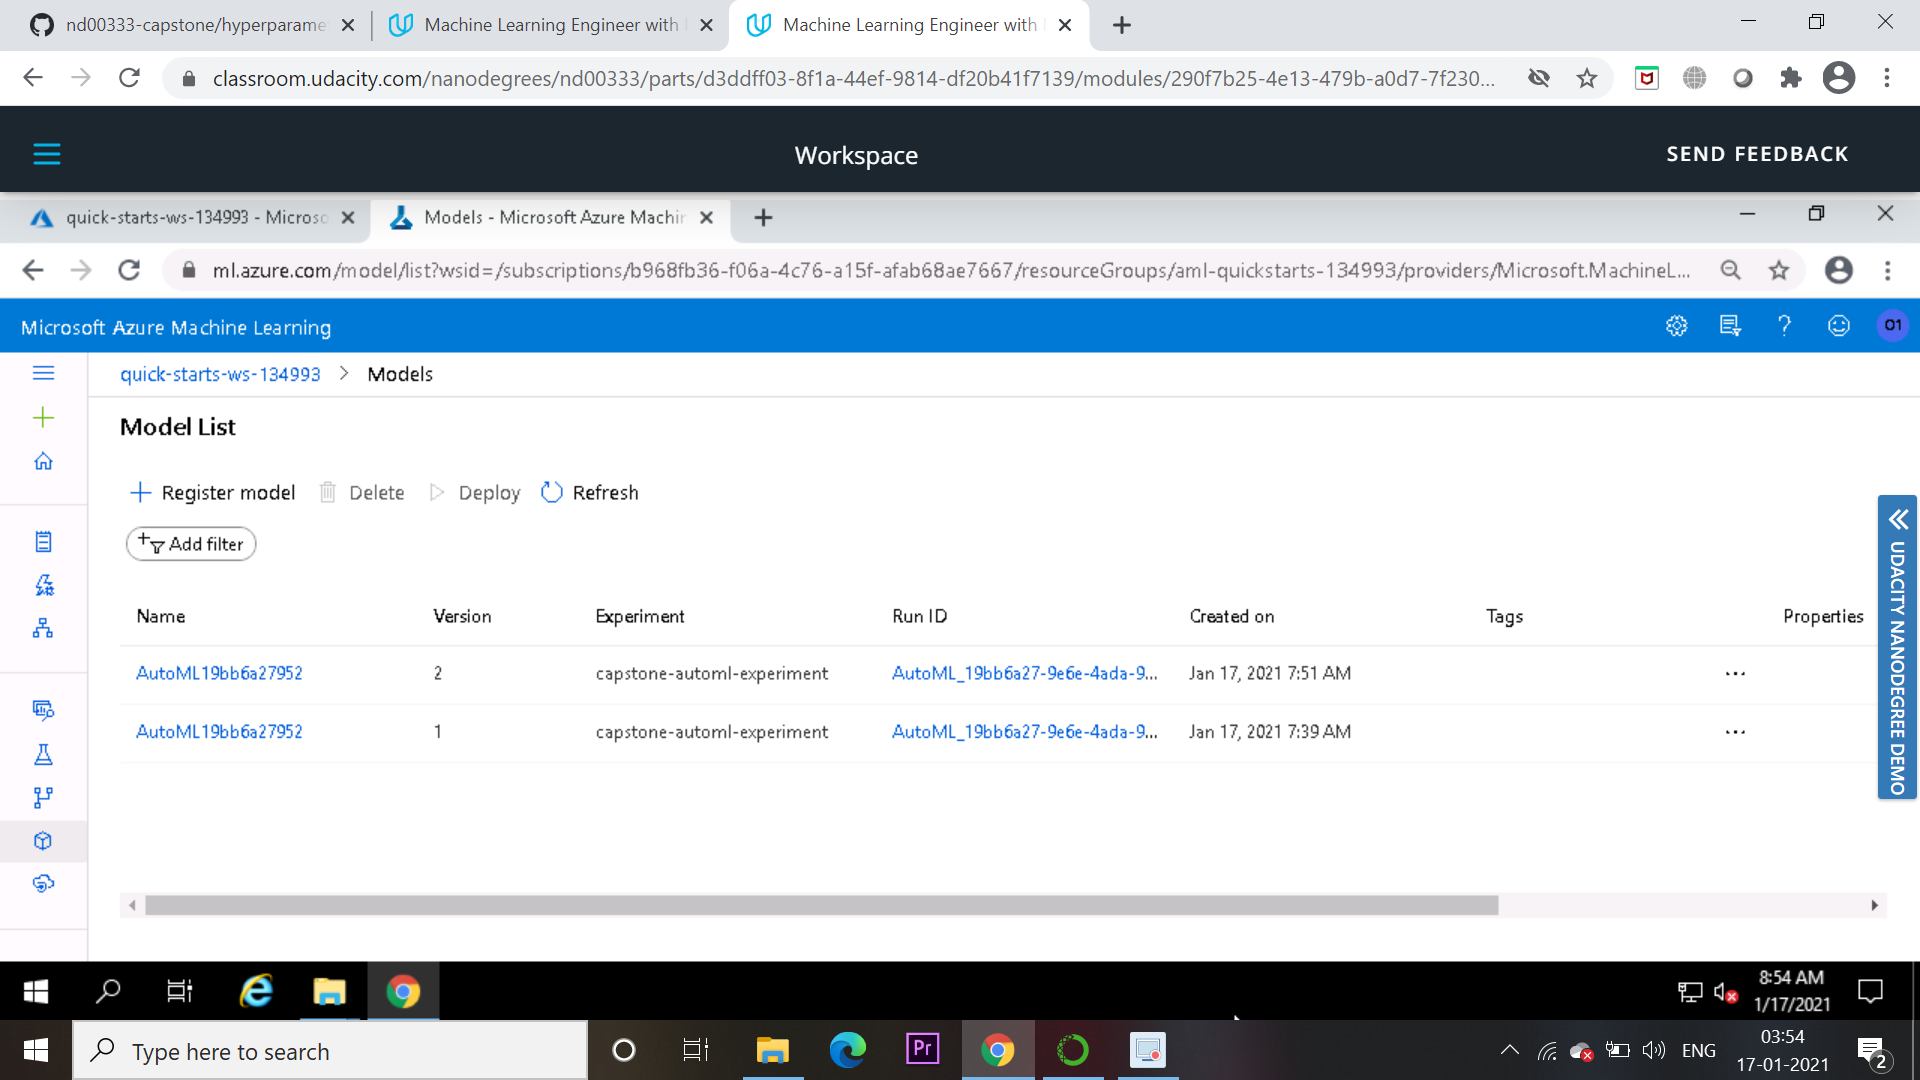 nd00333-capstone/hyperparame
Machine Learning Engineer with
Machine Learning Engineer with
classroom.udacity.com/nanodegrees/nd00333/parts/d3ddff03-8f1a-44ef-9814-df20b41f7139/modules/290f7b25-4e13-479b-a0d7-7f230...
Workspace
SEND FEEDBACK
quick-starts-ws-134993 - Microso
Models - Microsoft Azure Machin
ml.azure.com/model/list?wsid=/subscriptions/b968fb36-f06a-4c76-a15f-afab68ae7667/resourceGroups/aml-quickstarts-134993/providers/Microsoft.MachineL...
Microsoft Azure Machine Learning
01
quick-starts-ws-134993 > Models
Model List
Register model
Delete
Deploy
Refresh
Add filter
UDACITY NANODEGREE DEMO
Name Version Experiment Run ID Created on Tags Properties
AutoML19bb6a27952 2 capstone-automl-experiment AutoML_19bb6a27-9e6e-4ada-9... Jan 17, 2021 7:51 AM ...
AutoML19bb6a27952 1 capstone-automl-experiment AutoML_19bb6a27-9e6e-4ada-9... Jan 17, 2021 7:39 AM ...
8:54 AM
1/17/2021
Type here to search
Pr
ENG
03:54
17-01-2021
2